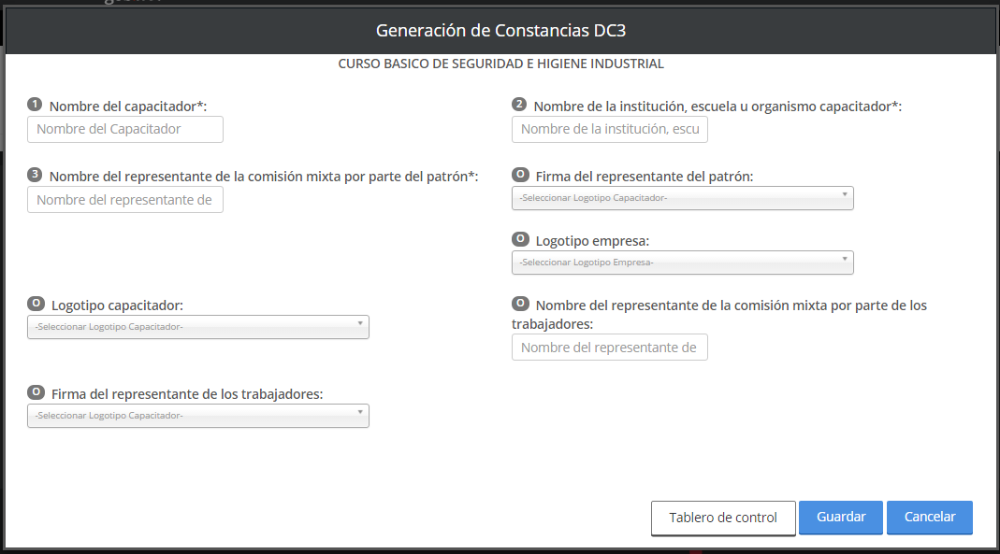 Generación de Constancias DC3
CURSO BASICO DE SEGURIDAD E HIGIENE INDUSTRIAL
1 Nombre del capacitador*:
Nombre del Capacitador
2 Nombre de la institución, escuela u organismo capacitador*:
Nombre de la institución, escu
3 Nombre del representante de la comisión mixta por parte del patrón*:
Nombre del representante de
O Firma del representante del patrón:
-Seleccionar Logotipo Capacitador-
O Logotipo empresa:
-Seleccionar Logotipo Empresa-
O Logotipo capacitador:
-Seleccionar Logotipo Capacitador-
O Nombre del representante de la comisión mixta por parte de los
trabajadores:
Nombre del representante de
O Firma del representante de los trabajadores:
-Seleccionar Logotipo Capacitador-
Tablero de control
Guardar
Cancelar